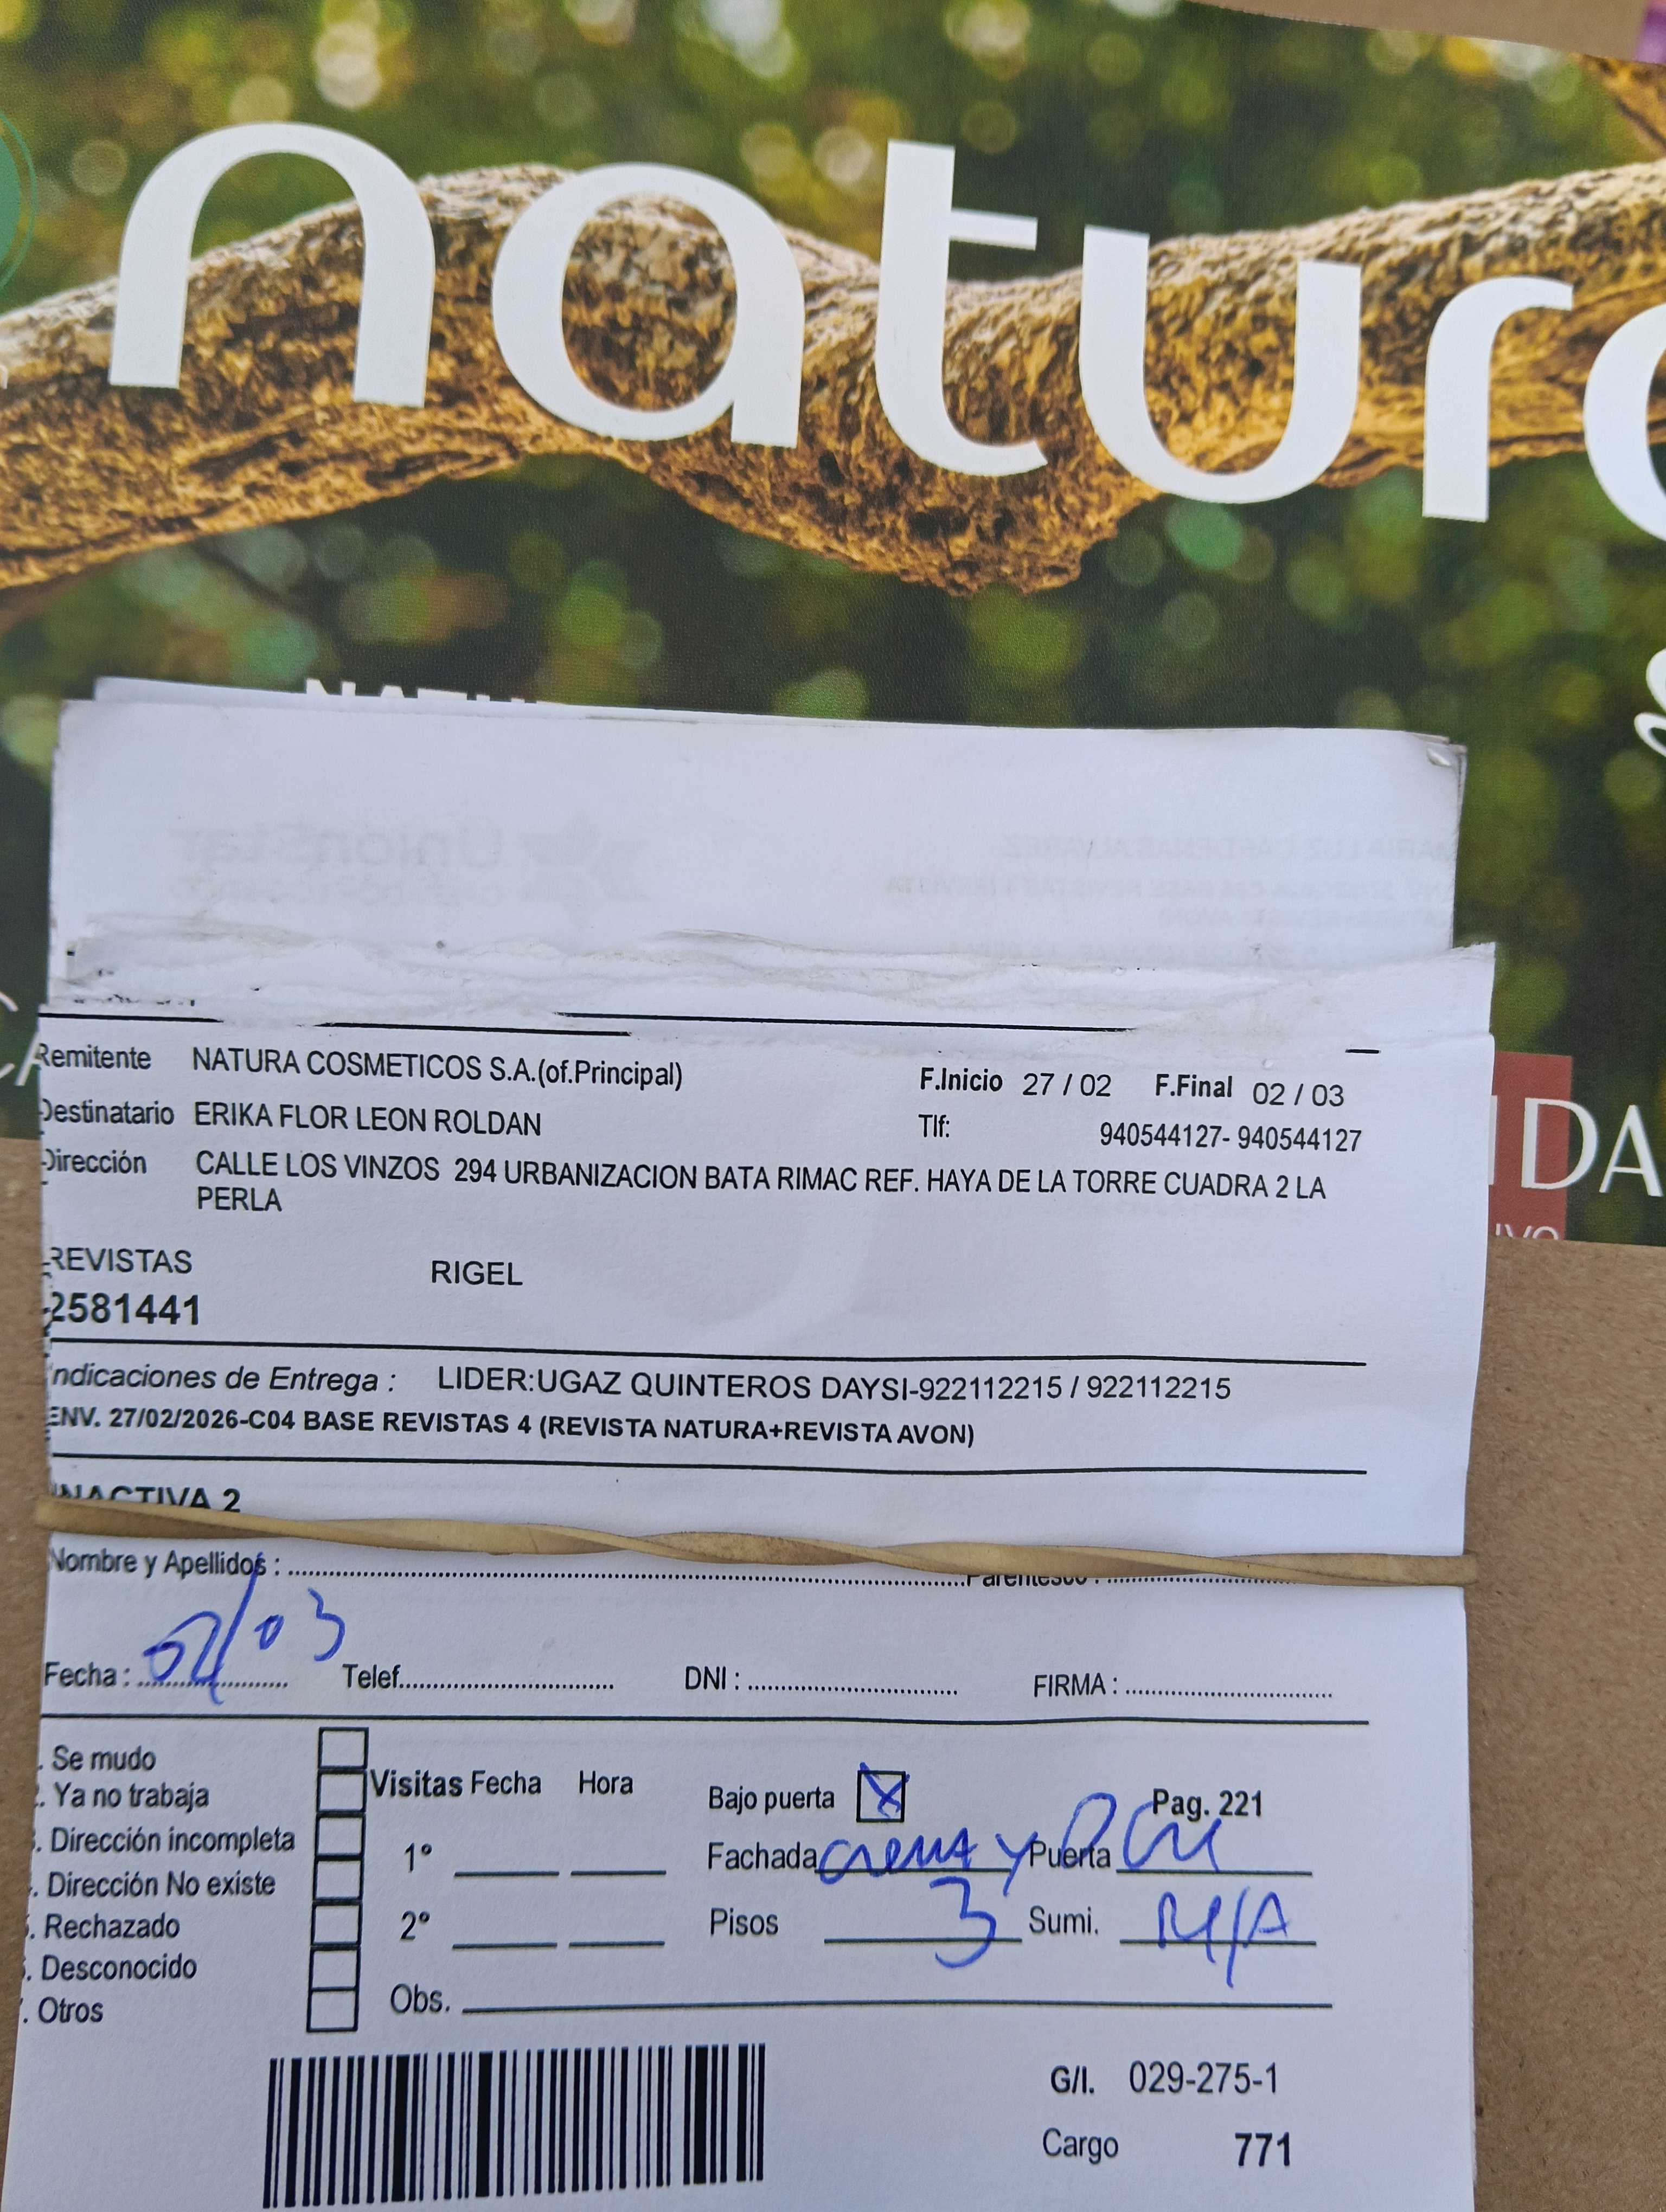 natura
Remitente NATURA COSMETICOS S.A.(of.Principal) F.Inicio 27 / 02 F.Final 02 / 03
Destinatario ERIKA FLOR LEON ROLDAN Tlf: 940544127- 940544127
Dirección CALLE LOS VINZOS 294 URBANIZACION BATA RIMAC REF. HAYA DE LA TORRE CUADRA 2 LA
PERLA
REVISTAS RIGEL
2581441
Indicaciones de Entrega : LIDER:UGAZ QUINTEROS DAYSI-922112215 / 922112215
ENV. 27/02/2026-C04 BASE REVISTAS 4 (REVISTA NATURA+REVISTA AVON)
INACTIVA 2
Nombre y Apellidos : Parentesco :
Fecha : 02/03 Telef. DNI : FIRMA :
. Se mudo
. Ya no trabaja
. Dirección incompleta
. Dirección No existe
. Rechazado
. Desconocido
. Otros
Visitas Fecha Hora
1°
2°
Obs.
Bajo puerta X Pag. 221
Fachada crema y Puerta
Pisos 3 Sumi. N/A
G/I. 029-275-1
Cargo 771
IDA